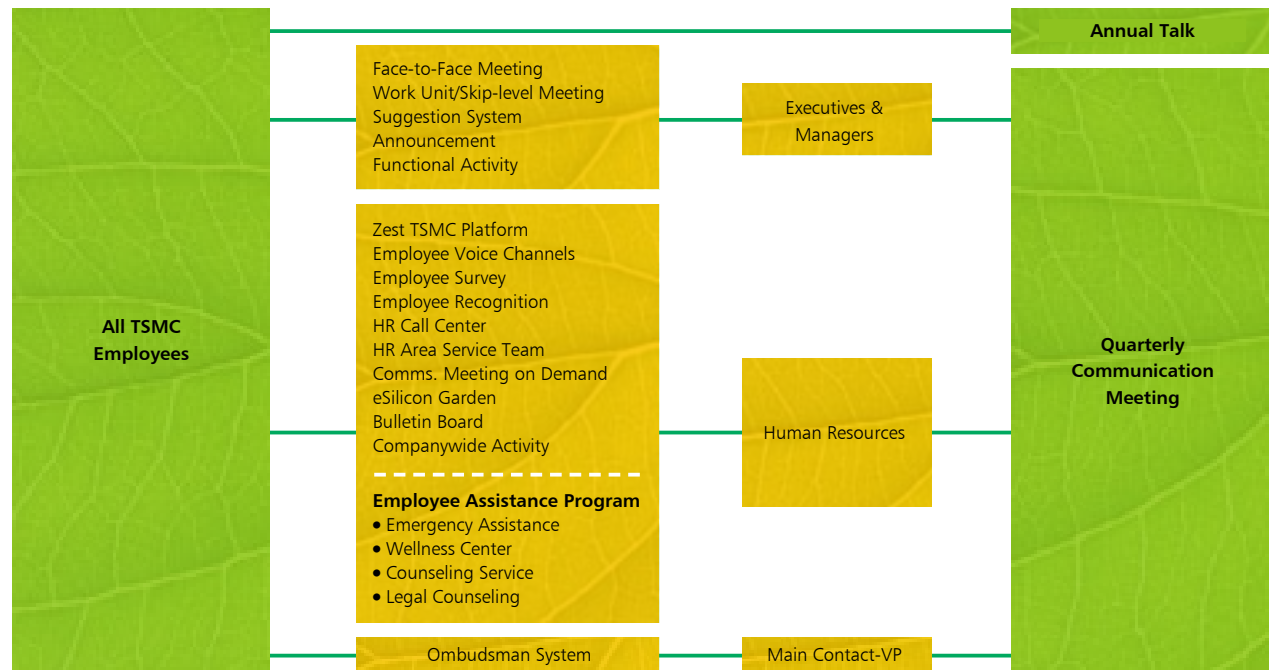 Annual Talk
Face-to-Face Meeting
Work Unit/Skip-level Meeting
Suggestion System
Announcement
Functional Activity
Executives &
Managers
Zest TSMC Platform
Employee Voice Channels
Employee Survey
Employee Recognition
HR Call Center
HR Area Service Team
Comms. Meeting on Demand
eSilicon Garden
Bulletin Board
Companywide Activity
Employee Assistance Program
• Emergency Assistance
• Wellness Center
• Counseling Service
• Legal Counseling
All TSMC
Employees
Human Resources
Quarterly
Communication
Meeting
Ombudsman System
Main Contact-VP